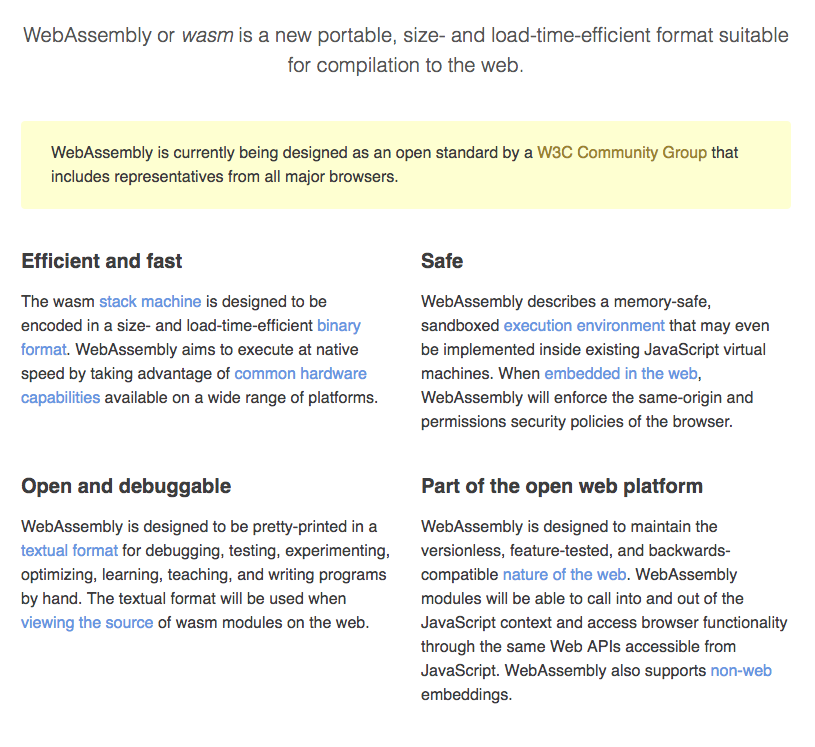 WebAssembly or wasm is a new portable, size- and load-time-efficient format suitable
for compilation to the web.
WebAssembly is currently being designed as an open standard by a W3C Community Group that
includes representatives from all major browsers.
Efficient and fast
The wasm stack machine is designed to be
encoded in a size- and load-time-efficient binary
format. WebAssembly aims to execute at native
speed by taking advantage of common hardware
capabilities available on a wide range of platforms.
Safe
WebAssembly describes a memory-safe,
sandboxed execution environment that may even
be implemented inside existing JavaScript virtual
machines. When embedded in the web,
WebAssembly will enforce the same-origin and
permissions security policies of the browser.
Open and debuggable
WebAssembly is designed to be pretty-printed in a
textual format for debugging, testing, experimenting,
optimizing, learning, teaching, and writing programs
by hand. The textual format will be used when
viewing the source of wasm modules on the web.
Part of the open web platform
WebAssembly is designed to maintain the
versionless, feature-tested, and backwards-
compatible nature of the web. WebAssembly
modules will be able to call into and out of the
JavaScript context and access browser functionality
through the same Web APIs accessible from
JavaScript. WebAssembly also supports non-web
embeddings.